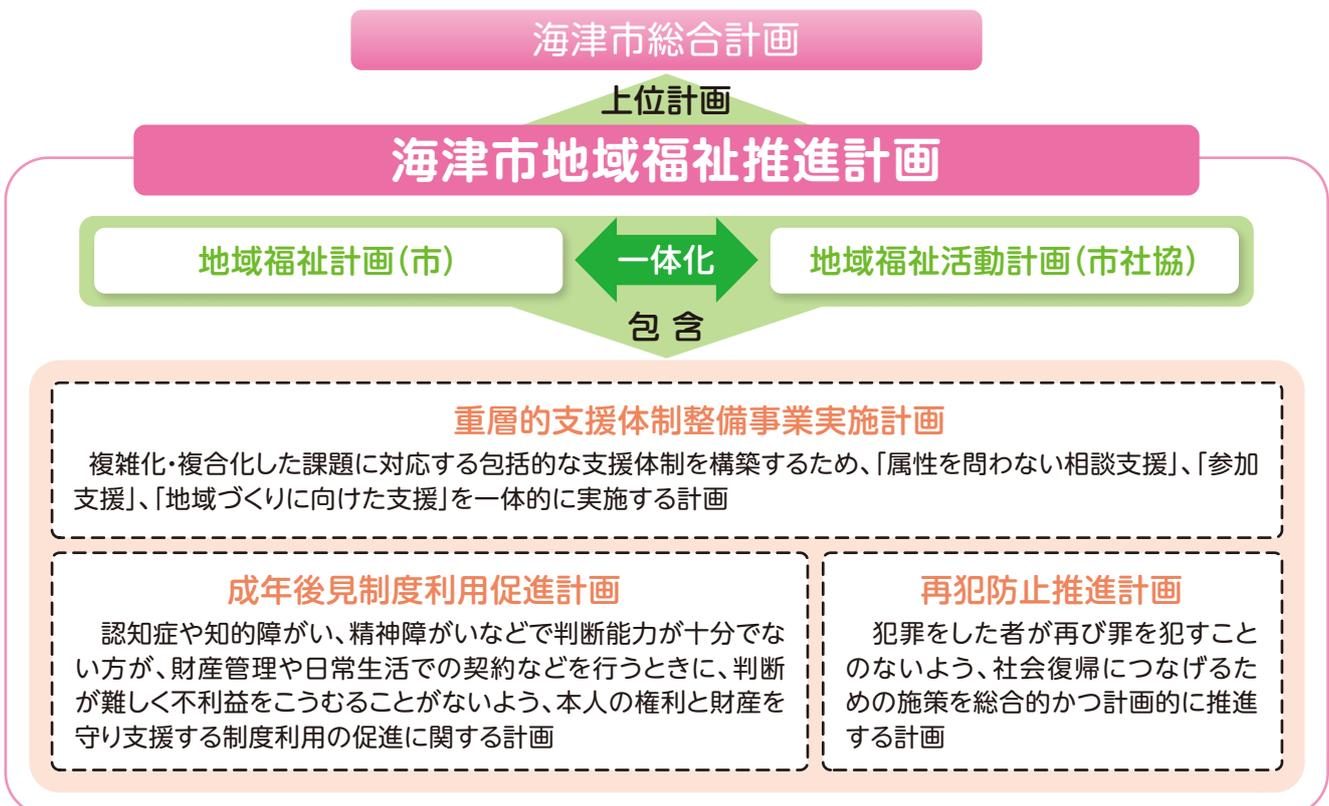 海津市総合計画
上位計画
海津市地域福祉推進計画
地域福祉計画（市）
一体化
地域福祉活動計画（市社協）
包 含
重層的支援体制整備事業実施計画
複雑化・複合化した課題に対応する包括的な支援体制を構築するため、「属性を問わない相談支援」、「参加
支援」、「地域づくりに向けた支援」を一体的に実施する計画
成年後見制度利用促進計画
認知症や知的障がい、精神障がいなどで判断能力が十分でな
い方が、財産管理や日常生活での契約などを行うときに、判断
が難しく不利益をこうむることがないよう、本人の権利と財産を
守り支援する制度利用の促進に関する計画
再犯防止推進計画
犯罪をした者が再び罪を犯すこと
のないよう、社会復帰につなげるた
めの施策を総合的かつ計画的に推進
する計画